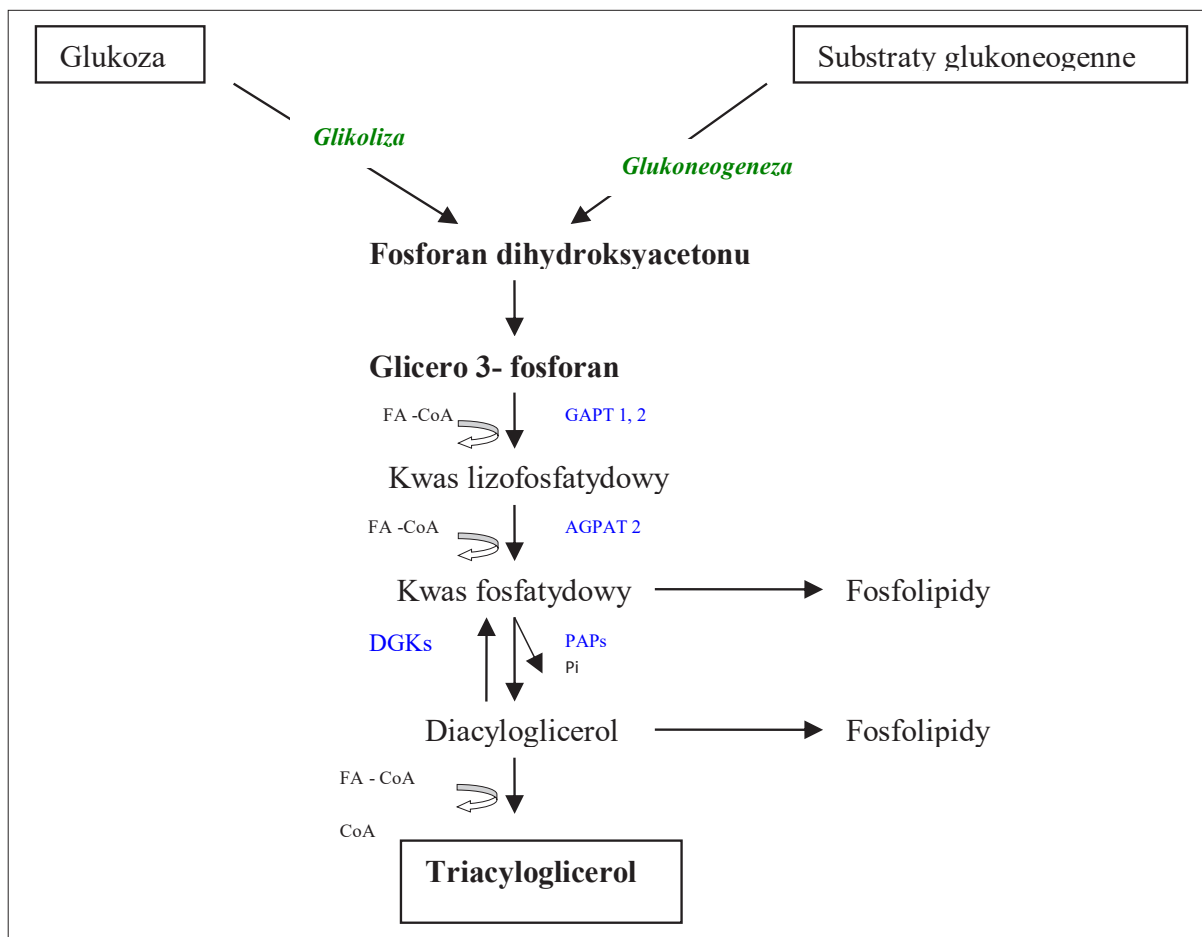 Glukoza
Substraty glukoneogenne
Glikoliza
Glukoneogeneza
Fosforan dihydroksyacetonu
Glicero 3- fosforan
FA -CoA
GAPT 1, 2
Kwas lizofosfatydowy
FA -CoA
AGPAT 2
Kwas fosfatydowy
Fosfolipidy
DGKs
PAPs
Pi
Diacyloglicerol
Fosfolipidy
FA - CoA
CoA
Triacyloglicerol